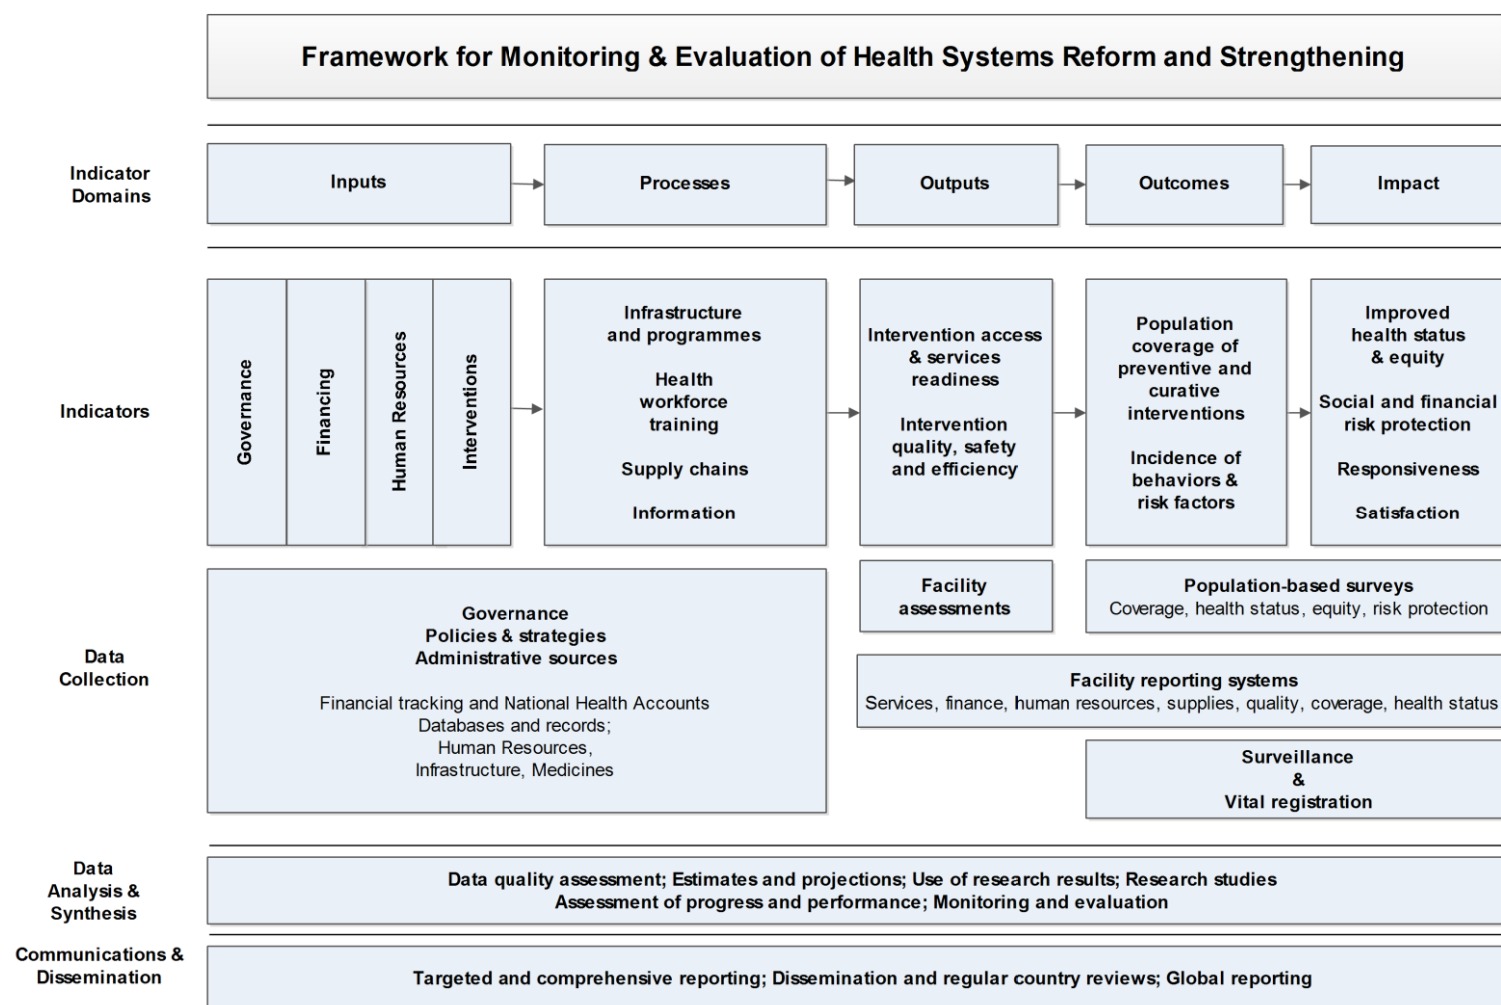 Framework for Monitoring & Evaluation of Health Systems Reform and Strengthening
Indicator
Domains
Inputs
Processes
Outputs
Outcomes
Impact
Indicators
Governance
Financing
Human Resources
Interventions
Infrastructure
and programmes
Health
workforce
training
Supply chains
Information
Intervention access
& services
readiness
Intervention
quality, safety
and efficiency
Population
coverage of
preventive and
curative
interventions
Incidence of
behaviors &
risk factors
Improved
health status
& equity
Social and financial
risk protection
Responsiveness
Satisfaction
Data
Collection
Governance
Policies & strategies
Administrative sources
Financial tracking and National Health Accounts
Databases and records;
Human Resources,
Infrastructure, Medicines
Facility
assessments
Population-based surveys
Coverage, health status, equity, risk protection
Facility reporting systems
Services, finance, human resources, supplies, quality, coverage, health status
Surveillance
&
Vital registration
Data
Analysis &
Synthesis
Data quality assessment; Estimates and projections; Use of research results; Research studies
Assessment of progress and performance; Monitoring and evaluation
Communications &
Dissemination
Targeted and comprehensive reporting; Dissemination and regular country reviews; Global reporting